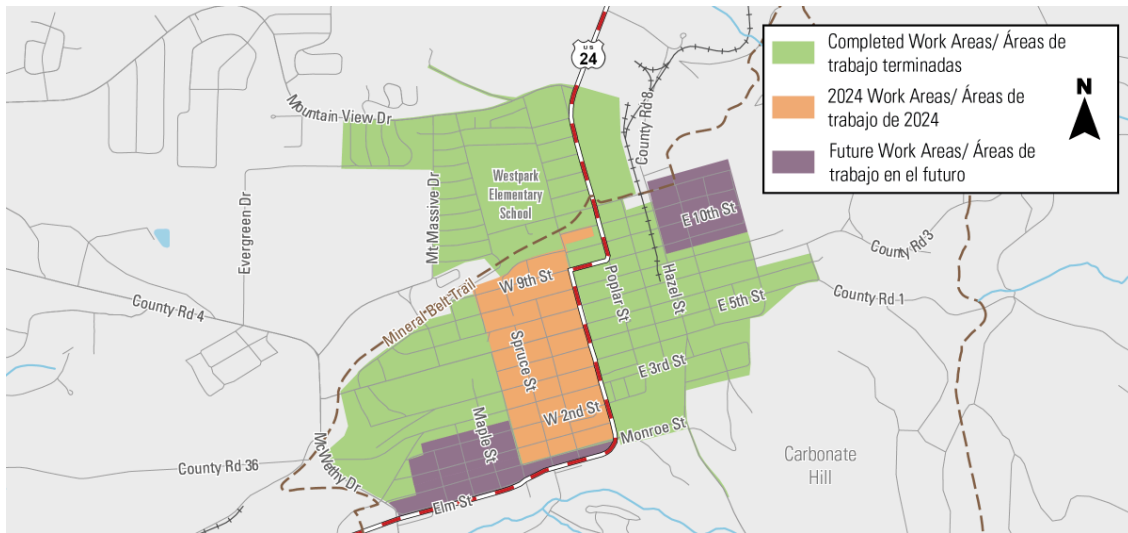 Completed Work Areas/ Áreas de
trabajo terminadas
2024 Work Areas/ Áreas de
trabajo de 2024
Future Work Areas/ Áreas de
trabajo en el futuro
N
US
24
County Rd 8
Mountain View Dr
Westpark
Elementary
School
Mt Massive Dr
Evergreen Dr
E 10th St
County Rd 3
W 9th St
Poplar St
Hazel St
E 5th St
County Rd 1
County Rd 4
Mineral Belt Trail
Spruce St
E 3rd St
Maple St
W 2nd St
Monroe St
McWethy Dr
County Rd 36
Carbonate
Hill
Elm St